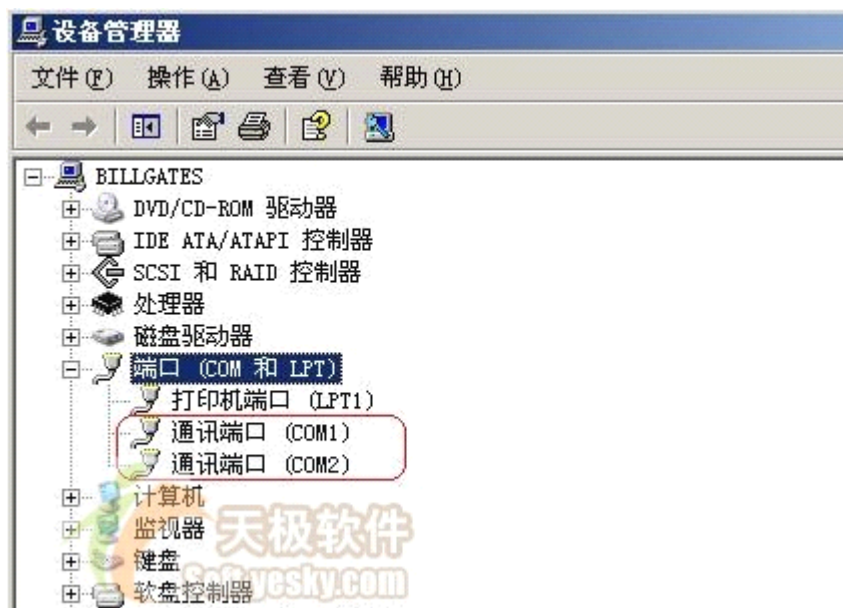 设备管理器
文件(F) 操作(A) 查看(V) 帮助(H)
BILLGATES
DVD/CD-ROM 驱动器
IDE ATA/ATAPI 控制器
SCSI 和 RAID 控制器
处理器
磁盘驱动器
端口 (COM 和 LPT)
打印机端口 (LPT1)
通讯端口 (COM1)
通讯端口 (COM2)
计算机
监视器
键盘
软盘控制器
天极软件
Soft.yesky.com